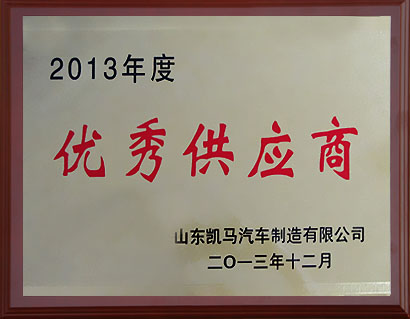 2013年度
优秀供应商
山东凯马汽车制造有限公司
二〇一三年十二月